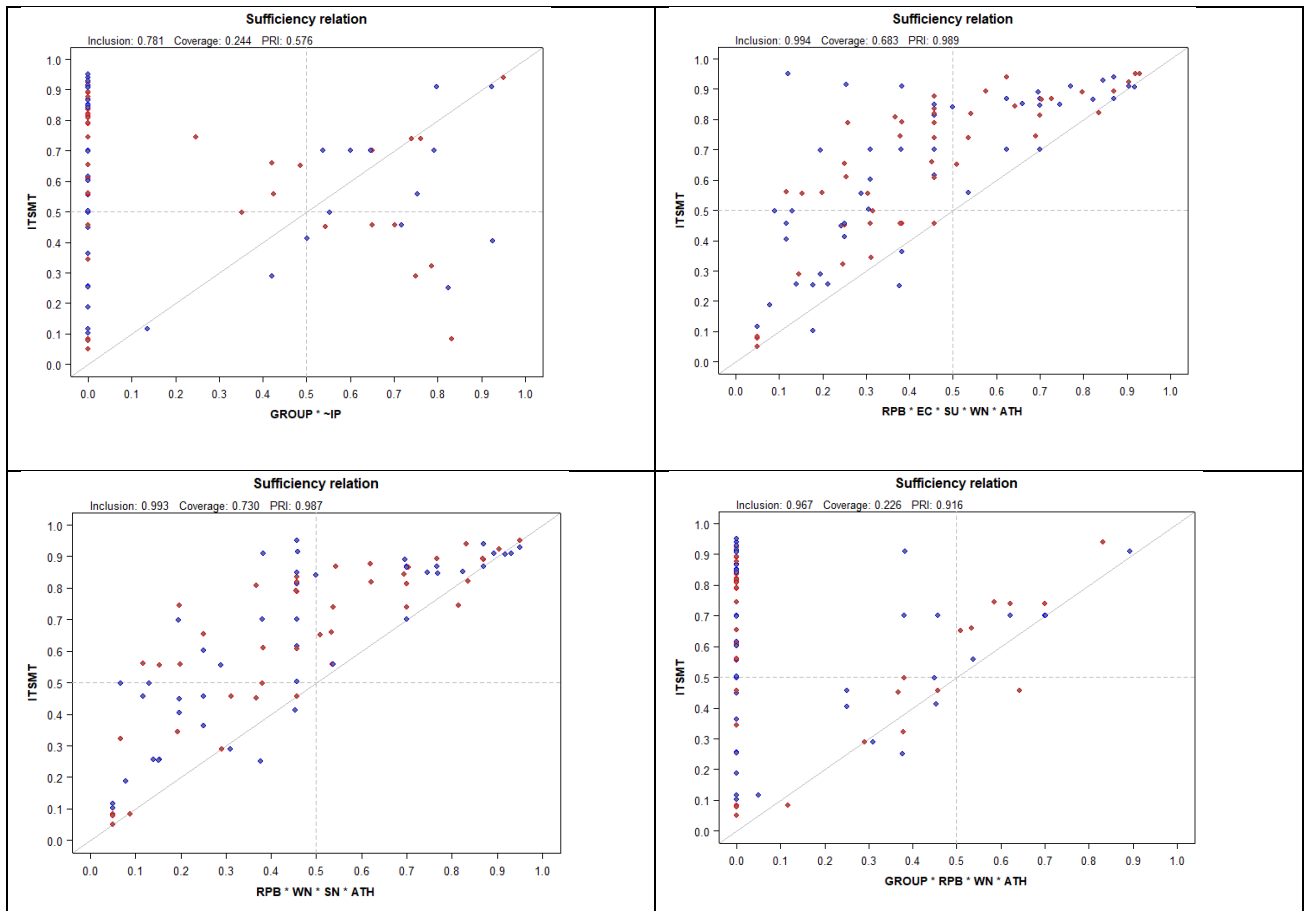 Sufficiency relation
Inclusion: 0.781 Coverage: 0.244 PRI: 0.576
1.0
0.9
0.8
0.7
0.6
0.5
0.4
0.3
0.2
0.1
0.0
ITSMT
0.0 0.1 0.2 0.3 0.4 0.5 0.6 0.7 0.8 0.9 1.0
GROUP * ~IP
Sufficiency relation
Inclusion: 0.994 Coverage: 0.683 PRI: 0.989
1.0
0.9
0.8
0.7
0.6
0.5
0.4
0.3
0.2
0.1
0.0
ITSMT
0.0 0.1 0.2 0.3 0.4 0.5 0.6 0.7 0.8 0.9 1.0
RPB * EC * SU * WN * ATH
Sufficiency relation
Inclusion: 0.993 Coverage: 0.730 PRI: 0.987
1.0
0.9
0.8
0.7
0.6
0.5
0.4
0.3
0.2
0.1
0.0
ITSMT
0.0 0.1 0.2 0.3 0.4 0.5 0.6 0.7 0.8 0.9 1.0
RPB * WN * SN * ATH
Sufficiency relation
Inclusion: 0.967 Coverage: 0.226 PRI: 0.916
1.0
0.9
0.8
0.7
0.6
0.5
0.4
0.3
0.2
0.1
0.0
ITSMT
0.0 0.1 0.2 0.3 0.4 0.5 0.6 0.7 0.8 0.9 1.0
GROUP * RPB * WN * ATH